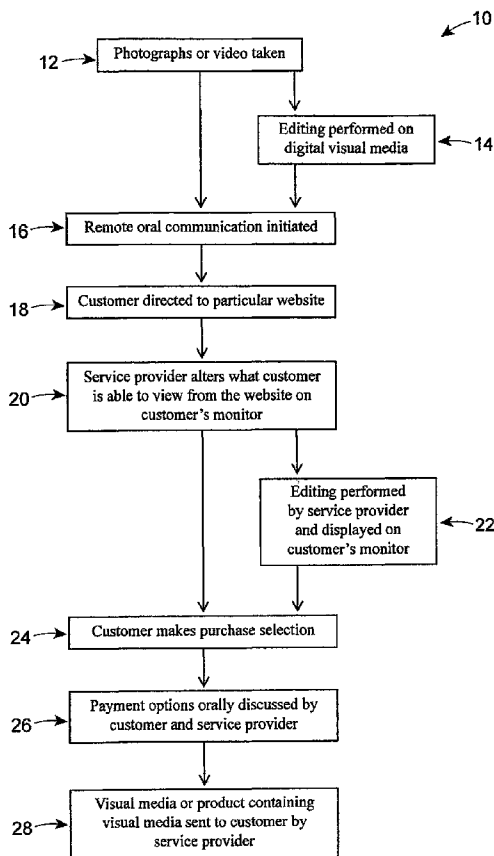 10
12
Photographs or video taken
Editing performed on
digital visual media
14
16
Remote oral communication initiated
18
Customer directed to particular website
20
Service provider alters what customer
is able to view from the website on
customer's monitor
Editing performed
by service provider
and displayed on
customer's monitor
22
24
Customer makes purchase selection
26
Payment options orally discussed by
customer and service provider
28
Visual media or product containing
visual media sent to customer by
service provider